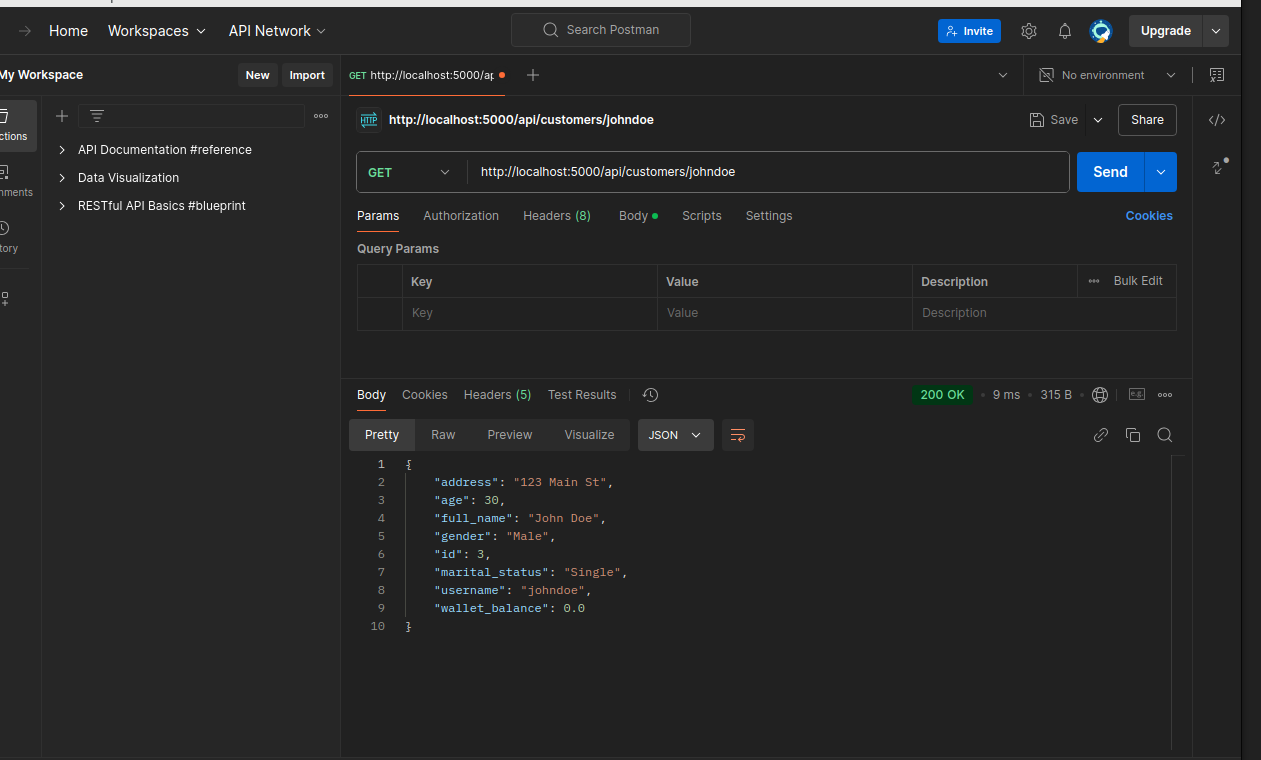 Home Workspaces API Network Search Postman Invite Upgrade
My Workspace New Import GET http://localhost:5000/ap No environment
ctions
http://localhost:5000/api/customers/johndoe Save Share
API Documentation #reference
Data Visualization
RESTful API Basics #blueprint
nments
tory
GET http://localhost:5000/api/customers/johndoe Send
Params Authorization Headers (8) Body Scripts Settings Cookies
Query Params
Key Value Description Bulk Edit
Key Value Description
Body Cookies Headers (5) Test Results 200 OK 9 ms 315 B e.g.
Pretty Raw Preview Visualize JSON
1 {
2 "address": "123 Main St",
3 "age": 30,
4 "full_name": "John Doe",
5 "gender": "Male",
6 "id": 3,
7 "marital_status": "Single",
8 "username": "johndoe",
9 "wallet_balance": 0.0
10 }